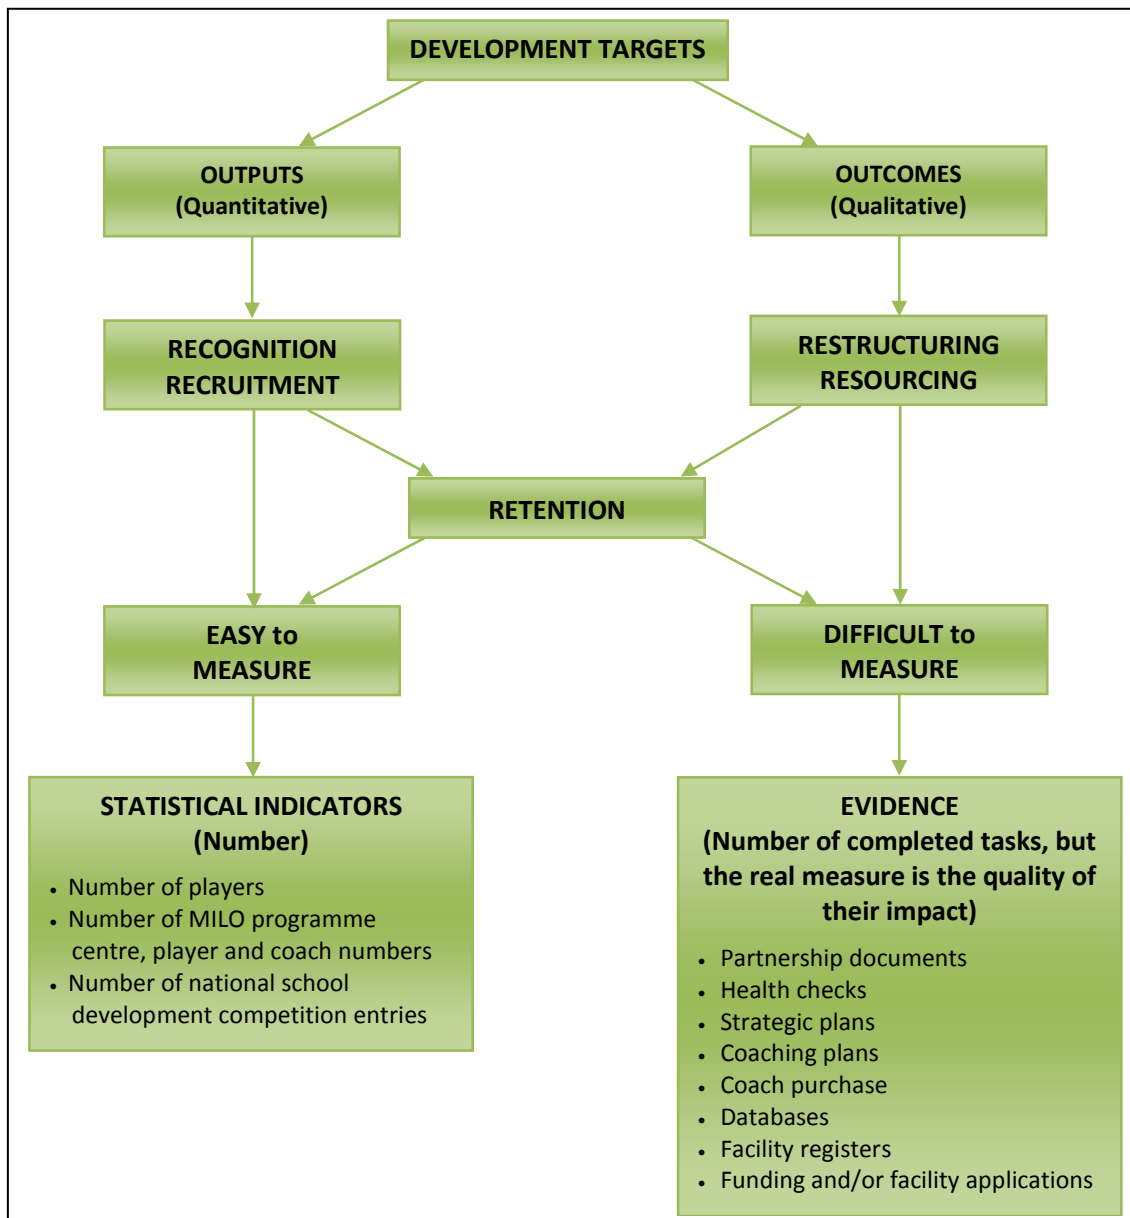 DEVELOPMENT TARGETS
OUTPUTS
(Quantitative)
OUTCOMES
(Qualitative)
RECOGNITION
RECRUITMENT
RESTRUCTURING
RESOURCING
RETENTION
EASY to
MEASURE
DIFFICULT to
MEASURE
STATISTICAL INDICATORS
(Number)
• Number of players
• Number of MILO programme
centre, player and coach numbers
• Number of national school
development competition entries
EVIDENCE
(Number of completed tasks, but
the real measure is the quality of
their impact)
• Partnership documents
• Health checks
• Strategic plans
• Coaching plans
• Coach purchase
• Databases
• Facility registers
• Funding and/or facility applications